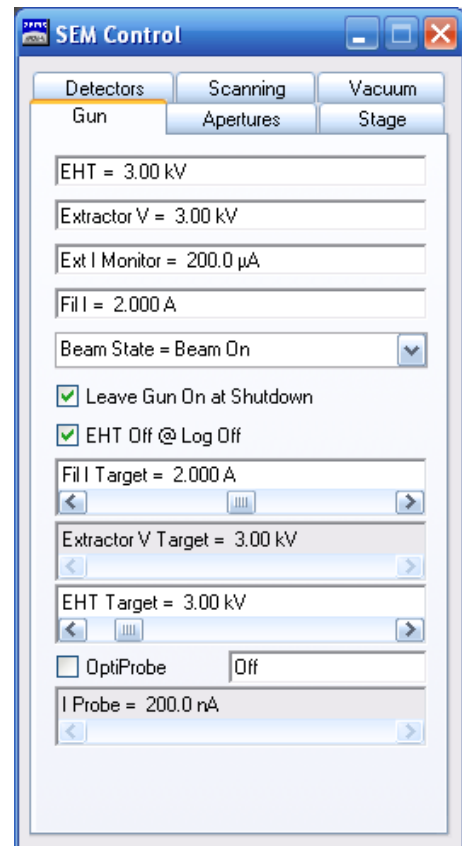 SEM Control
Detectors Scanning Vacuum
Gun Apertures Stage
EHT = 3.00 kV
Extractor V = 3.00 kV
Ext I Monitor = 200.0 µA
Fil I = 2.000 A
Beam State = Beam On
Leave Gun On at Shutdown
EHT Off @ Log Off
Fil I Target = 2.000 A
Extractor V Target = 3.00 kV
EHT Target = 3.00 kV
OptiProbe Off
I Probe = 200.0 nA